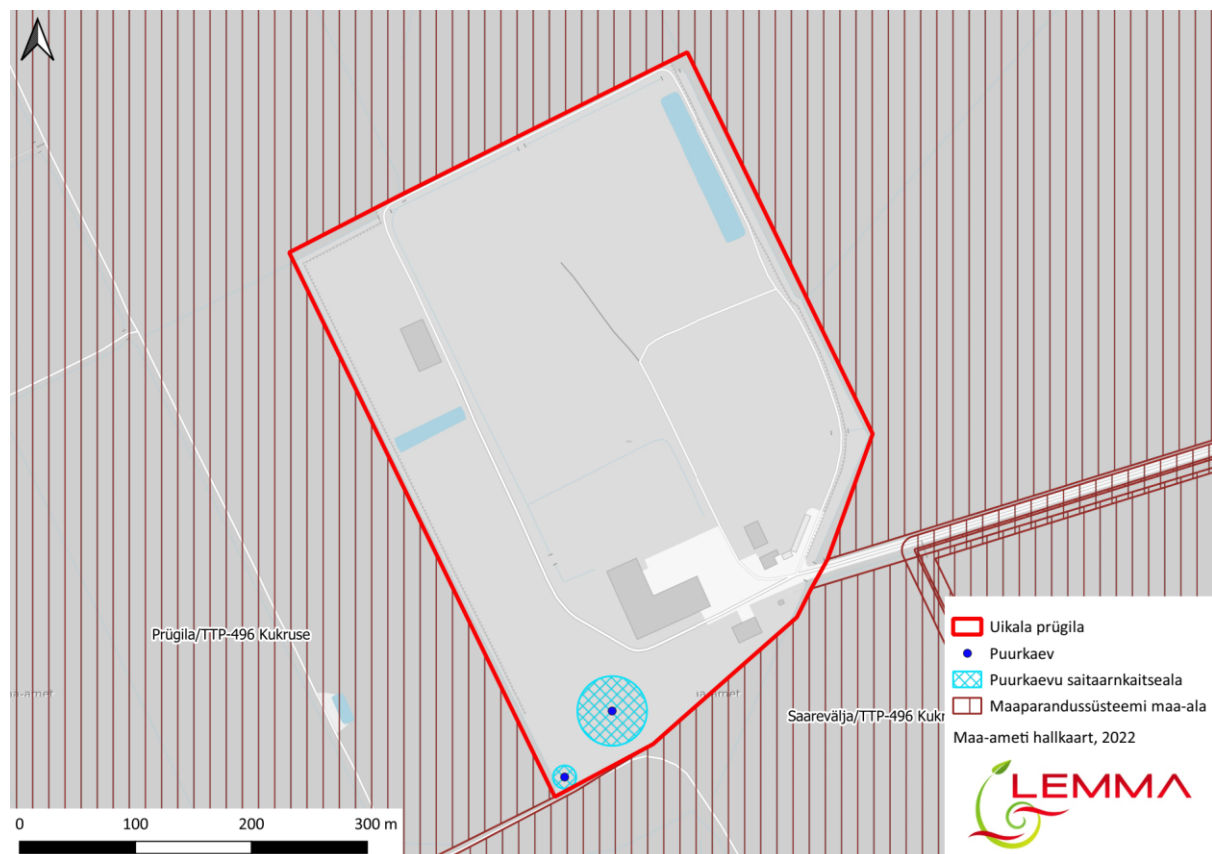 Prügila/TTP-496 Kukruse
Saarevälja/TTP-496 Kukr
Uikala prügila
Puurkaev
Puurkaevu saitaarnkaitseala
Maaparandussüsteemi maa-ala
Maa-ameti hallkaart, 2022
LEMMA
0 100 200 300 m